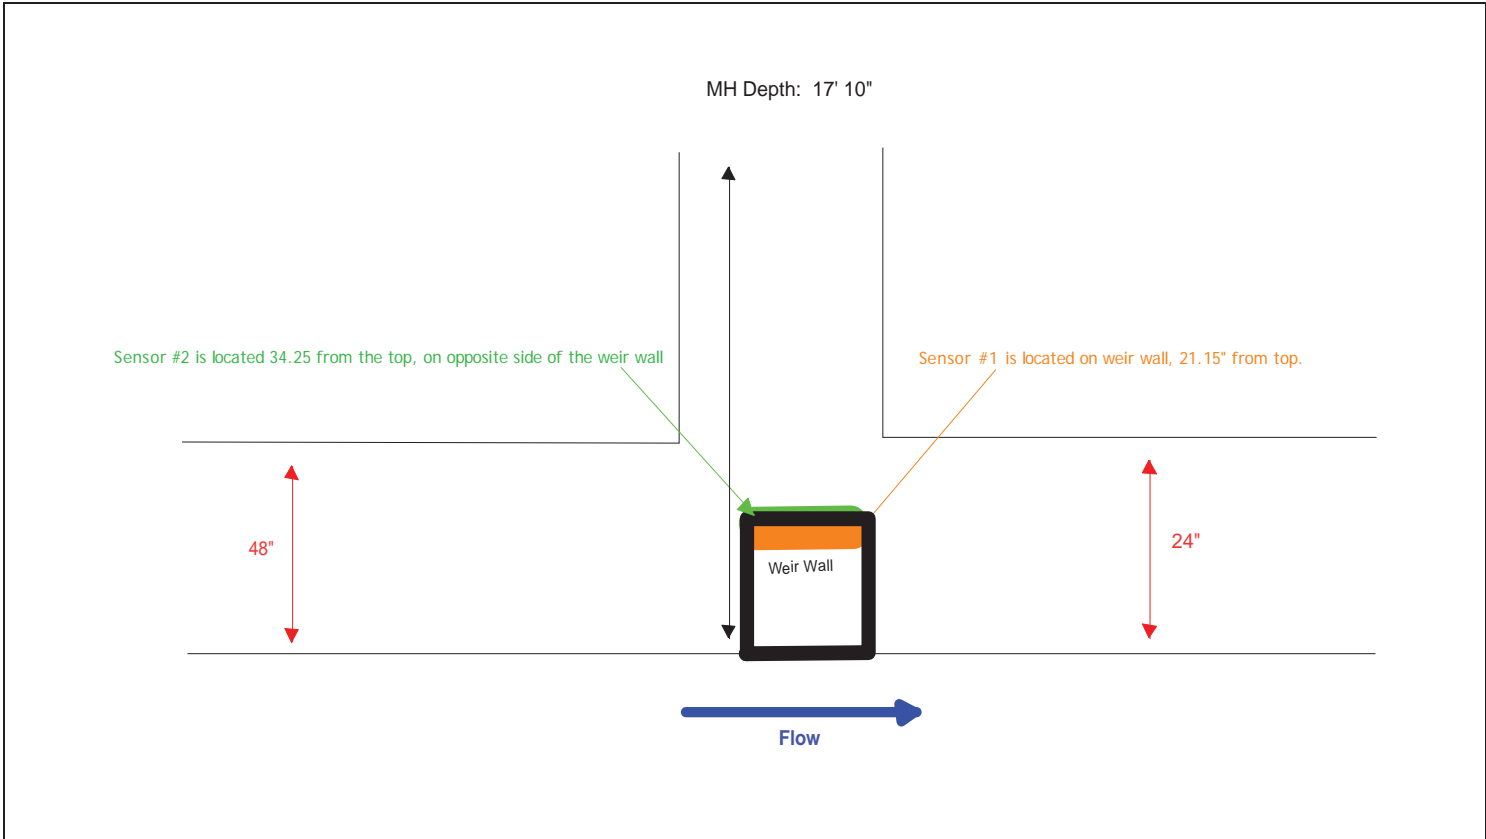 MH Depth:  17' 10"
Sensor #2 is located 34.25 from the top, on opposite side of the weir wall
Sensor #1 is located on weir wall, 21.15" from top.
48"
24"
Weir Wall
Flow